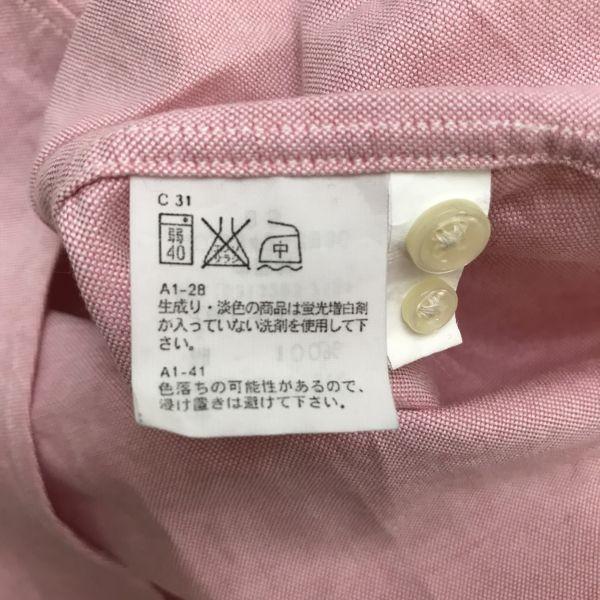 C 31
弱
40
中
A1-28
生成り・淡色の商品は蛍光増白剤
が入っていない洗剤を使用して下
さい。
A1-41
色落ちの可能性があるので、
浸け置きは避けて下さい。